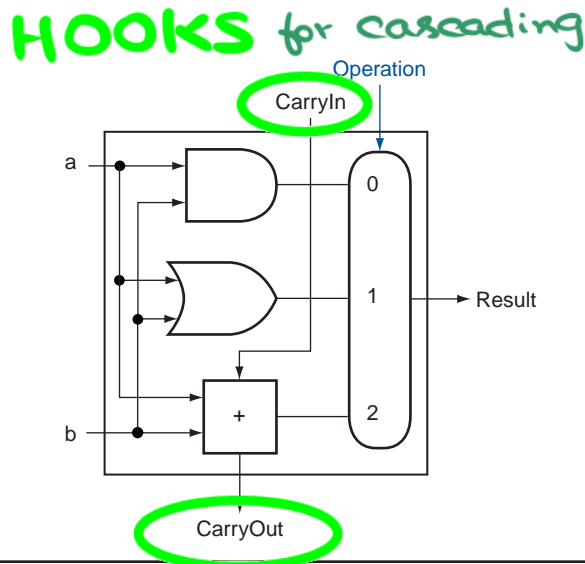 HOOKS for cascading
Operation
CarryIn
a
0
1
Result
+
2
b
CarryOut